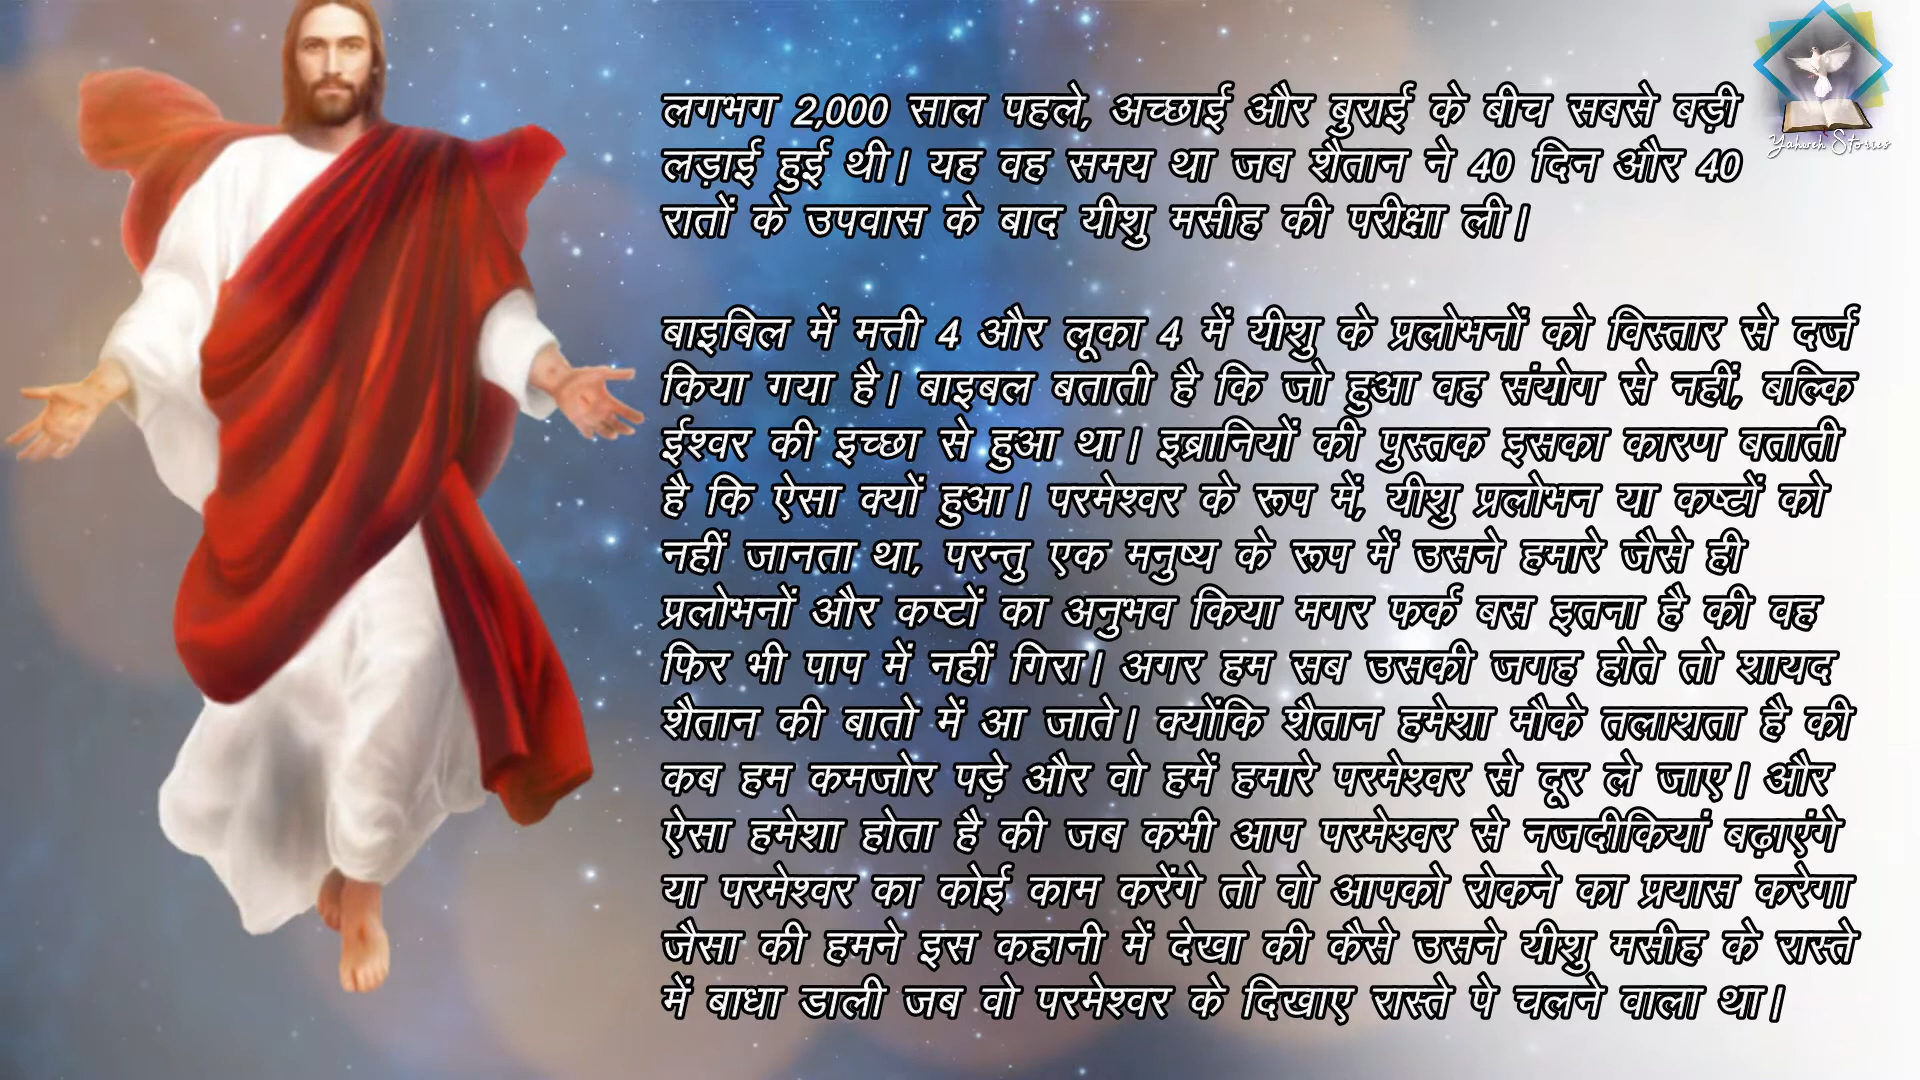 लगभग 2,000 साल पहले, अच्छाई और बुराई के बीच सबसे बड़ी
लड़ाई हुई थी। यह वह समय था जब शैतान ने 40 दिन और 40
रातों के उपवास के बाद यीशु मसीह की परीक्षा ली।
बाइबिल में मत्ती 4 और लूका 4 में यीशु के प्रलोभनों को विस्तार से दर्ज
किया गया है। बाइबल बताती है कि जो हुआ वह संयोग से नहीं, बल्कि
ईश्वर की इच्छा से हुआ था। इब्रानियों की पुस्तक इसका कारण बताती
है कि ऐसा क्यों हुआ। परमेश्वर के रूप में, यीशु प्रलोभन या कष्टों को
नहीं जानता था, परन्तु एक मनुष्य के रूप में उसने हमारे जैसे ही
प्रलोभनों और कष्टों का अनुभव किया मगर फर्क बस इतना है की वह
फिर भी पाप में नहीं गिरा। अगर हम सब उसकी जगह होते तो शायद
शैतान की बातो में आ जाते। क्योंकि शैतान हमेशा मौके तलाशता है की
कब हम कमजोर पड़े और वो हमें हमारे परमेश्वर से दूर ले जाए। और
ऐसा हमेशा होता है की जब कभी आप परमेश्वर से नजदीकियां बढ़ाएंगे
या परमेश्वर का कोई काम करेंगे तो वो आपको रोकने का प्रयास करेगा
जैसा की हमने इस कहानी में देखा की कैसे उसने यीशु मसीह के रास्ते
में बाधा डाली जब वो परमेश्वर के दिखाए रास्ते पे चलने वाला था।
Yahweh Stories